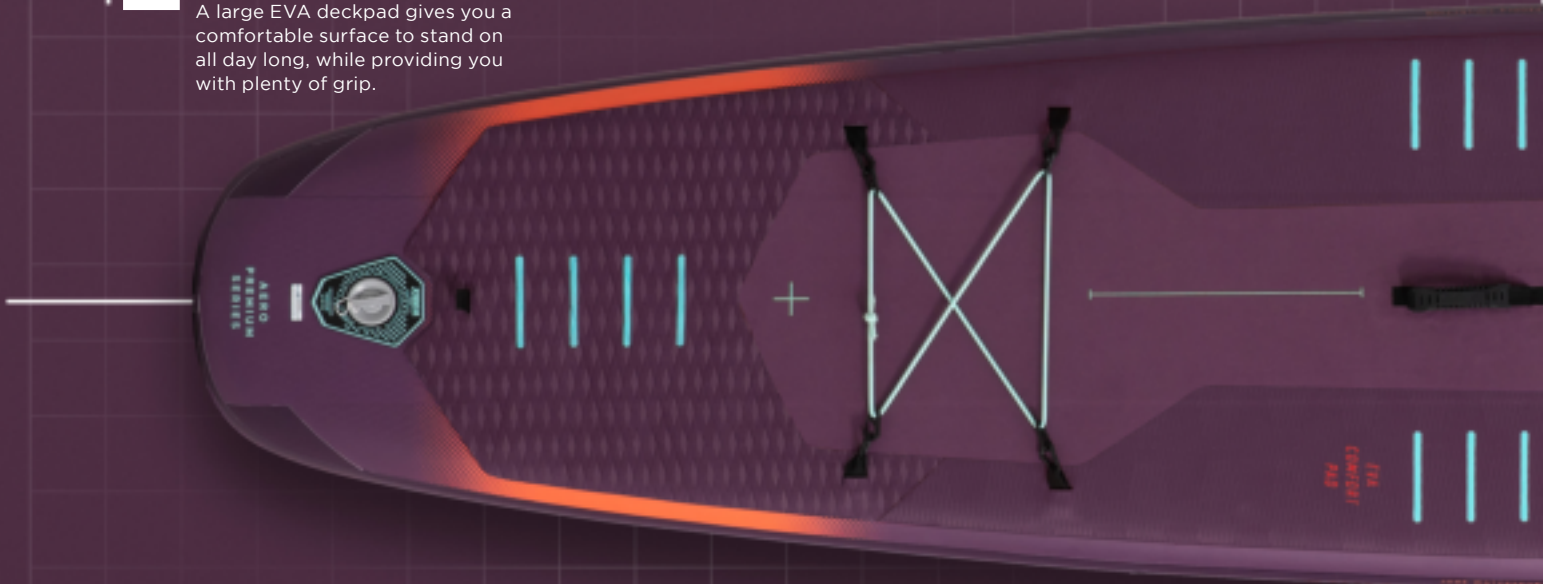 A large EVA deckpad gives you a
comfortable surface to stand on
all day long, while providing you
with plenty of grip.
AERO
PREMIUM
SERIES
EVA
COMFORT
PAD